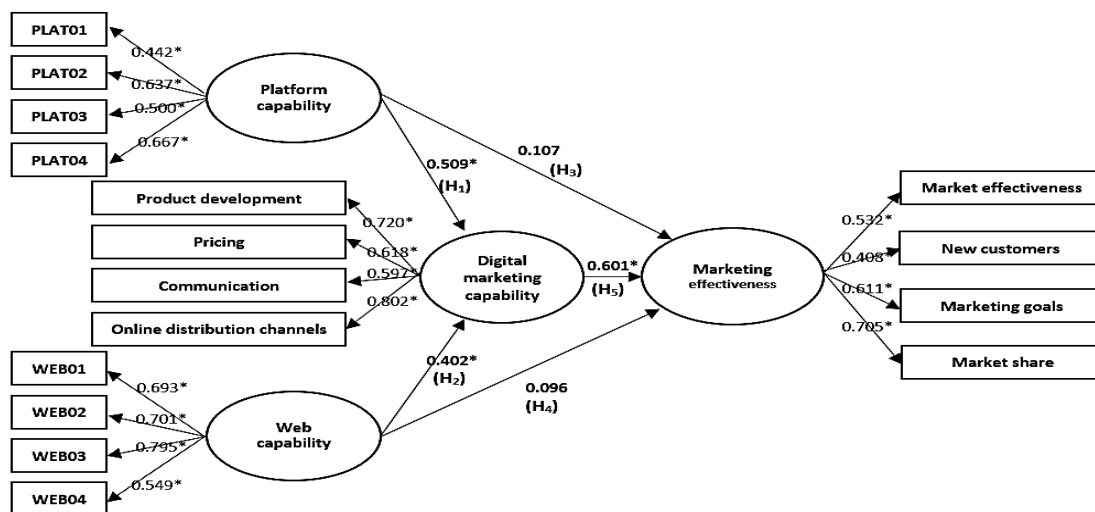 PLAT01
0.442*
PLAT02
0.637*
PLAT03
0.500*
PLAT04
0.667*
Platform
capability
0.509*
(H₁)
0.107
(H₃)
Product development
0.720*
Pricing
0.618*
Communication
0.597*
Online distribution channels
0.802*
Digital
marketing
capability
0.601*
(H₅)
Marketing
effectiveness
Market effectiveness
0.532*
New customers
0.408*
Marketing goals
0.611*
Market share
0.705*
0.402*
(H₂)
0.096
(H₄)
WEB01
0.693*
WEB02
0.701*
WEB03
0.795*
WEB04
0.549*
Web
capability